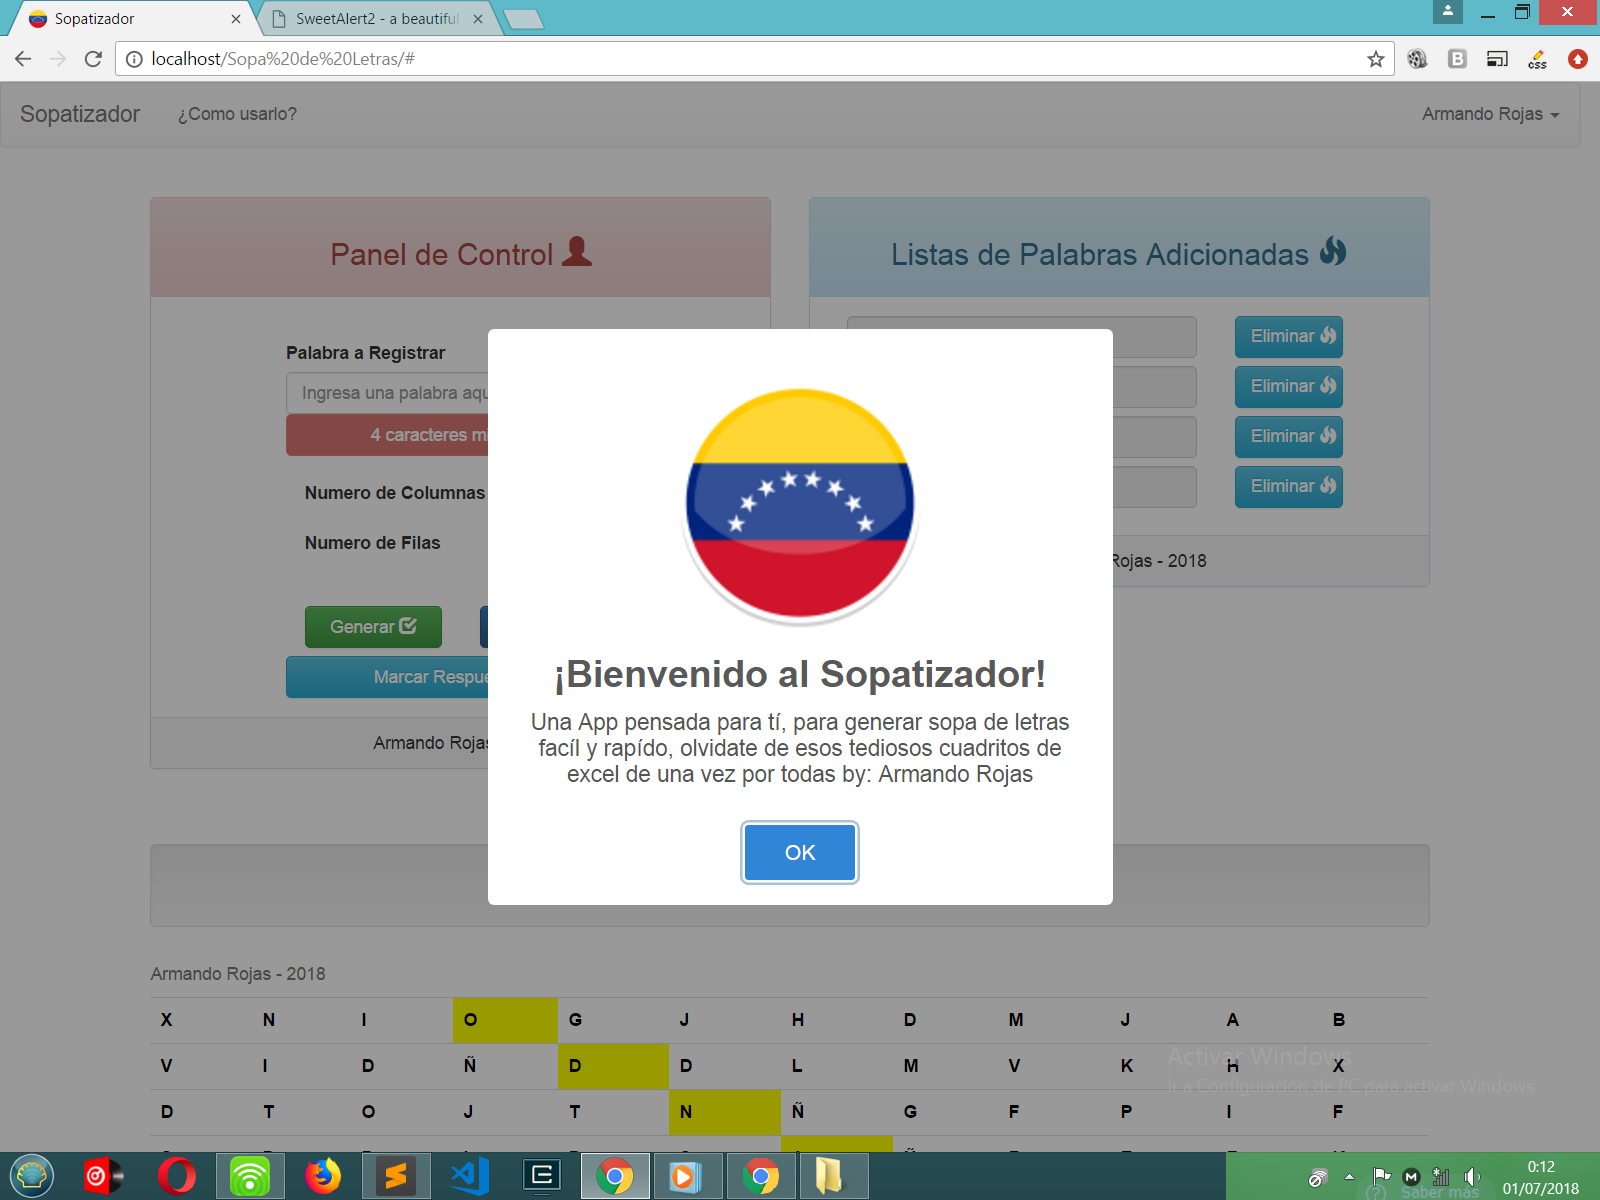 Sopatizador
SweetAlert2 - a beautiful
localhost/Sopa%20de%20Letras/#
Sopatizador
¿Como usarlo?
Armando Rojas
Panel de Control
Listas de Palabras Adicionadas
Palabra a Registrar
Ingresa una palabra aqu
4 caracteres mi
Numero de Columnas
Numero de Filas
Generar
Marcar Respue
Armando Rojas
Eliminar
Eliminar
Eliminar
Eliminar
Rojas - 2018
¡Bienvenido al Sopatizador!
Una App pensada para tí, para generar sopa de letras
facíl y rapído, olvidate de esos tediosos cuadritos de
excel de una vez por todas by: Armando Rojas
OK
Armando Rojas - 2018
X N I O G J H D M J A B
V I D Ñ D D L M V K H X
D T O J T N Ñ G F P I F
Activar Windows
Ir a Configuración de PC para activar Windows.
Saber más
0:12
01/07/2018